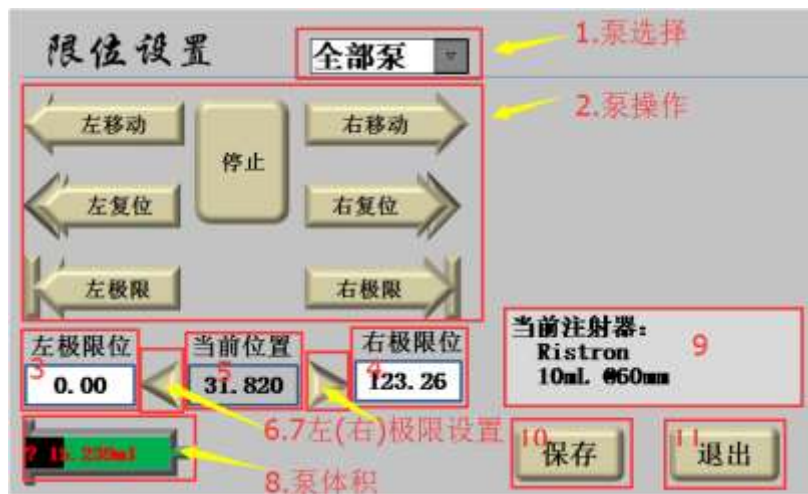 限位设置
全部泵
1.泵选择
2.泵操作
左移动
停止
右移动
左复位
右复位
左极限
右极限
左极限位
当前位置
右极限位
3
5
4
0.00
31.820
123.26
当前注射器:
9
Ristron
10mL @60mm
6.7左(右)极限设置
8.泵体积
10
保存
11
退出